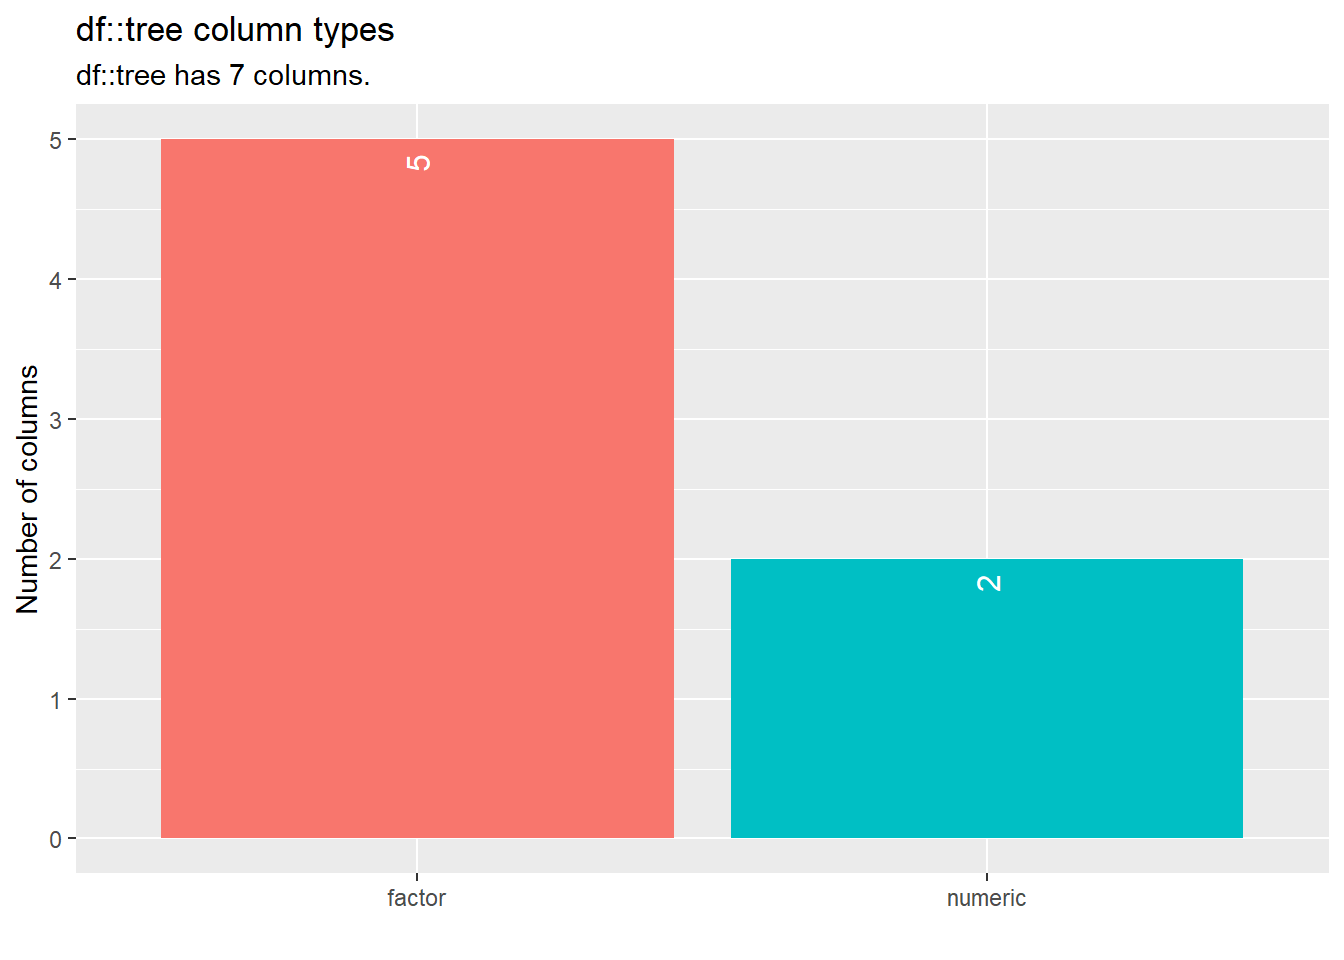 df::tree column types
df::tree has 7 columns.
Number of columns
5
4
3
2
1
0
5
2
factor
numeric